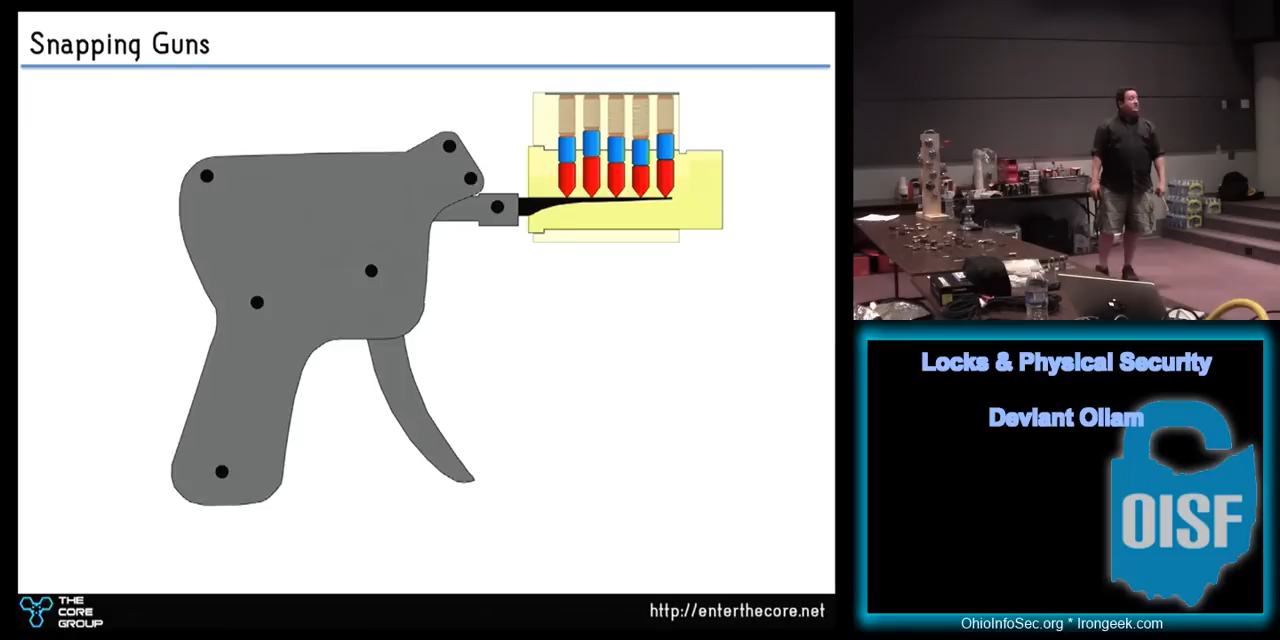 Snapping Guns
THE
CORE
GROUP
http://enterthecore.net
Locks & Physical Security
Deviant Ollam
OISF
OhioInfoSec.org * Irongeek.com